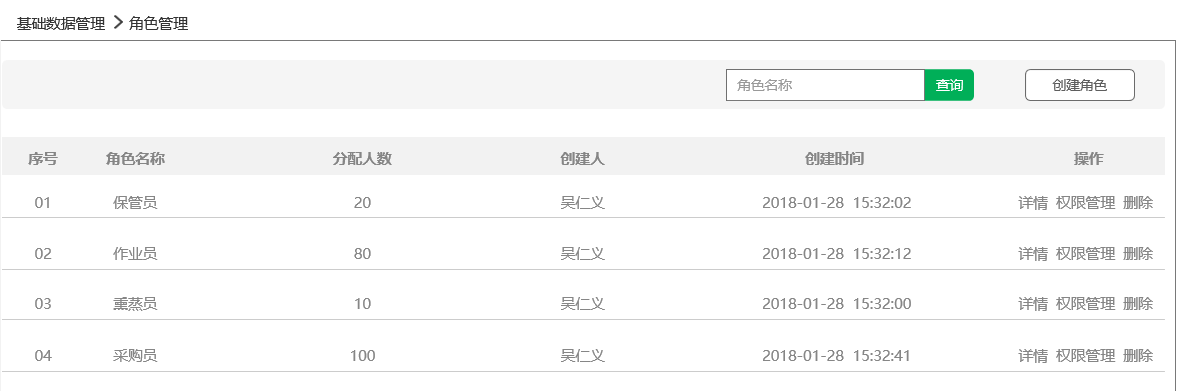 基础数据管理 > 角色管理
角色名称 查询 创建角色
序号 角色名称 分配人数 创建人 创建时间 操作
01 保管员 20 吴仁义 2018-01-28 15:32:02 详情 权限管理 删除
02 作业员 80 吴仁义 2018-01-28 15:32:12 详情 权限管理 删除
03 熏蒸员 10 吴仁义 2018-01-28 15:32:00 详情 权限管理 删除
04 采购员 100 吴仁义 2018-01-28 15:32:41 详情 权限管理 删除